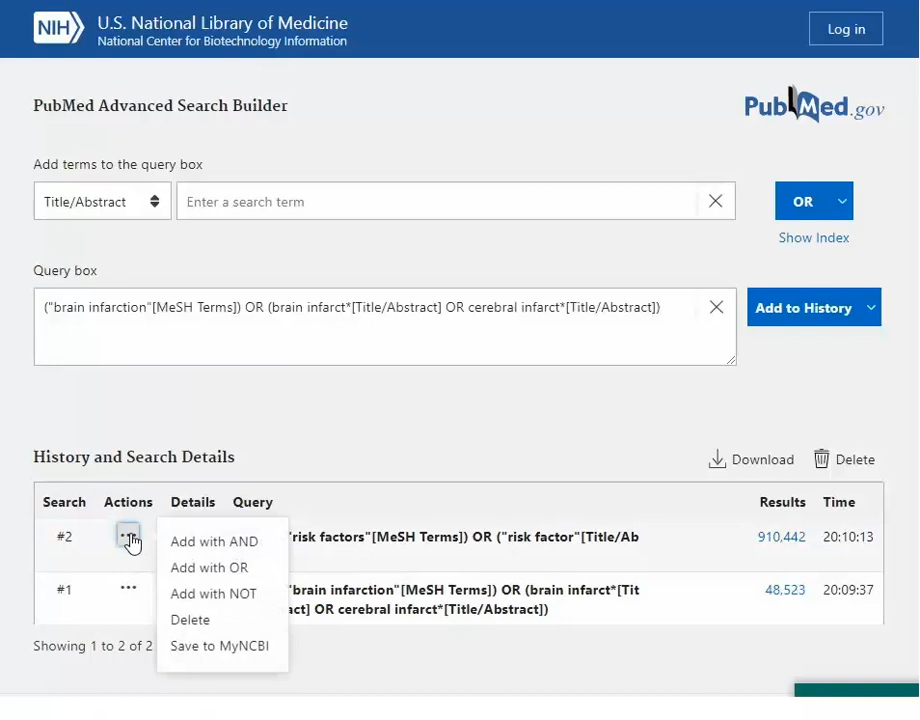 NIH
U.S. National Library of Medicine
National Center for Biotechnology Information
Log in
PubMed Advanced Search Builder
PubMed.gov
Add terms to the query box
Title/Abstract
Enter a search term
OR
Show Index
Query box
("brain infarction"[MeSH Terms]) OR (brain infarct*[Title/Abstract] OR cerebral infarct*[Title/Abstract])
Add to History
History and Search Details
Download
Delete
Search Actions Details Query Results Time
#2 "risk factors"[MeSH Terms]) OR ("risk factor"[Title/Ab 910,442 20:10:13
Add with AND
Add with OR
Add with NOT
Delete
Save to MyNCBI
#1 "brain infarction"[MeSH Terms]) OR (brain infarct*[Tit 48,523 20:09:37
act] OR cerebral infarct*[Title/Abstract])
Showing 1 to 2 of 2